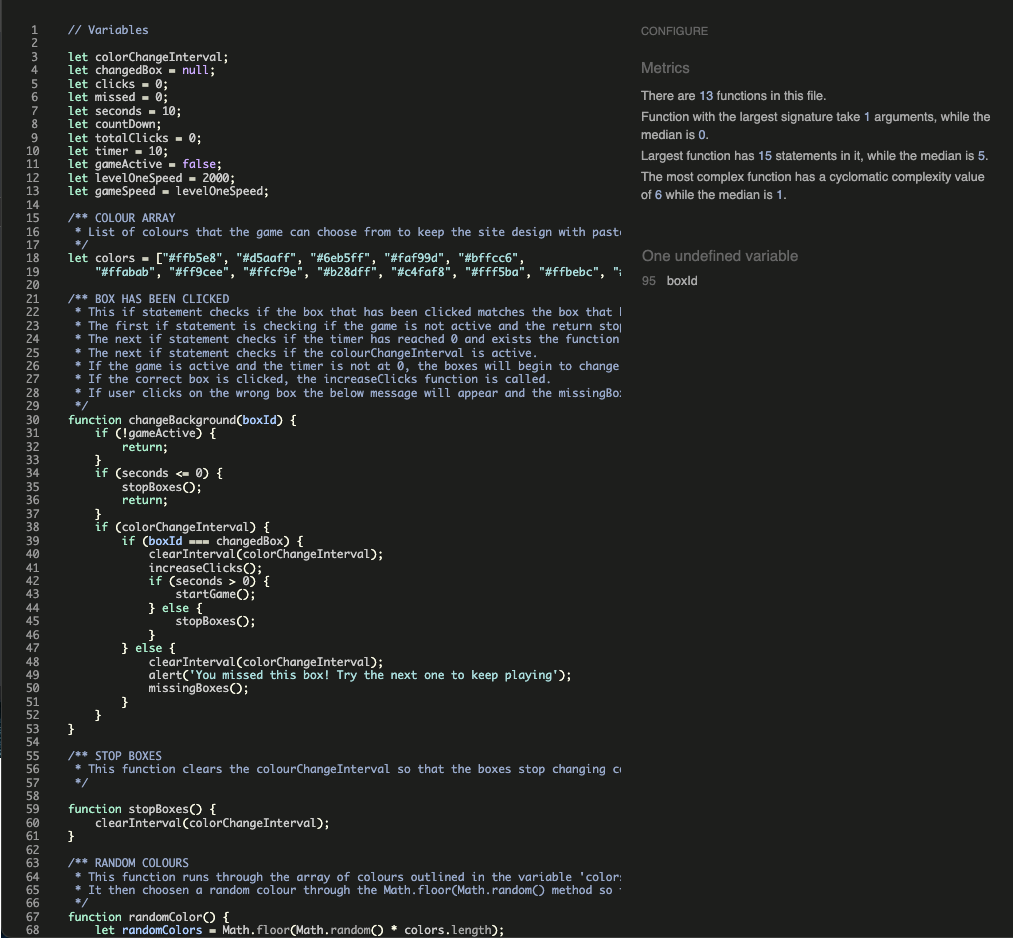 1 // Variables
2
3 let colorChangeInterval;
4 let changedBox = null;
5 let clicks = 0;
6 let missed = 0;
7 let seconds = 10;
8 let countDown;
9 let totalClicks = 0;
10 let timer = 10;
11 let gameActive = false;
12 let levelOneSpeed = 2000;
13 let gameSpeed = levelOneSpeed;
14
15 /** COLOUR ARRAY
16 * List of colours that the game can choose from to keep the site design with past
17 */
18 let colors = ["#ffb5e8", "#d5aaff", "#6eb5ff", "#faf99d", "#bffcc6",
19 "#ffabab", "#ff9cee", "#ffcf9e", "#b28dff", "#c4faf8", "#fff5ba", "#ffbebc", "
20
21 /** BOX HAS BEEN CLICKED
22 * This if statement checks if the box that has been clicked matches the box that
23 * The first if statement is checking if the game is not active and the return sto
24 * The next if statement checks if the timer has reached 0 and exists the function
25 * The next if statement checks if the colourChangeInterval is active.
26 * If the game is active and the timer is not at 0, the boxes will begin to change
27 * If the correct box is clicked, the increaseClicks function is called.
28 * If user clicks on the wrong box the below message will appear and the missingBo
29 */
30 function changeBackground(boxId) {
31 if (!gameActive) {
32 return;
33 }
34 if (seconds <= 0) {
35 stopBoxes();
36 return;
37 }
38 if (colorChangeInterval) {
39 if (boxId === changedBox) {
40 clearInterval(colorChangeInterval);
41 increaseClicks();
42 if (seconds > 0) {
43 startGame();
44 } else {
45 stopBoxes();
46 }
47 } else {
48 clearInterval(colorChangeInterval);
49 alert('You missed this box! Try the next one to keep playing');
50 missingBoxes();
51 }
52 }
53 }
54
55 /** STOP BOXES
56 * This function clears the colourChangeInterval so that the boxes stop changing c
57 */
58
59 function stopBoxes() {
60 clearInterval(colorChangeInterval);
61 }
62
63 /** RANDOM COLOURS
64 * This function runs through the array of colours outlined in the variable 'color
65 * It then choosen a random colour through the Math.floor(Math.random() method so
66 */
67 function randomColor() {
68 let randomColors = Math.floor(Math.random() * colors.length);
CONFIGURE
Metrics
There are 13 functions in this file.
Function with the largest signature take 1 arguments, while the
median is 0.
Largest function has 15 statements in it, while the median is 5.
The most complex function has a cyclomatic complexity value
of 6 while the median is 1.
One undefined variable
95 boxId